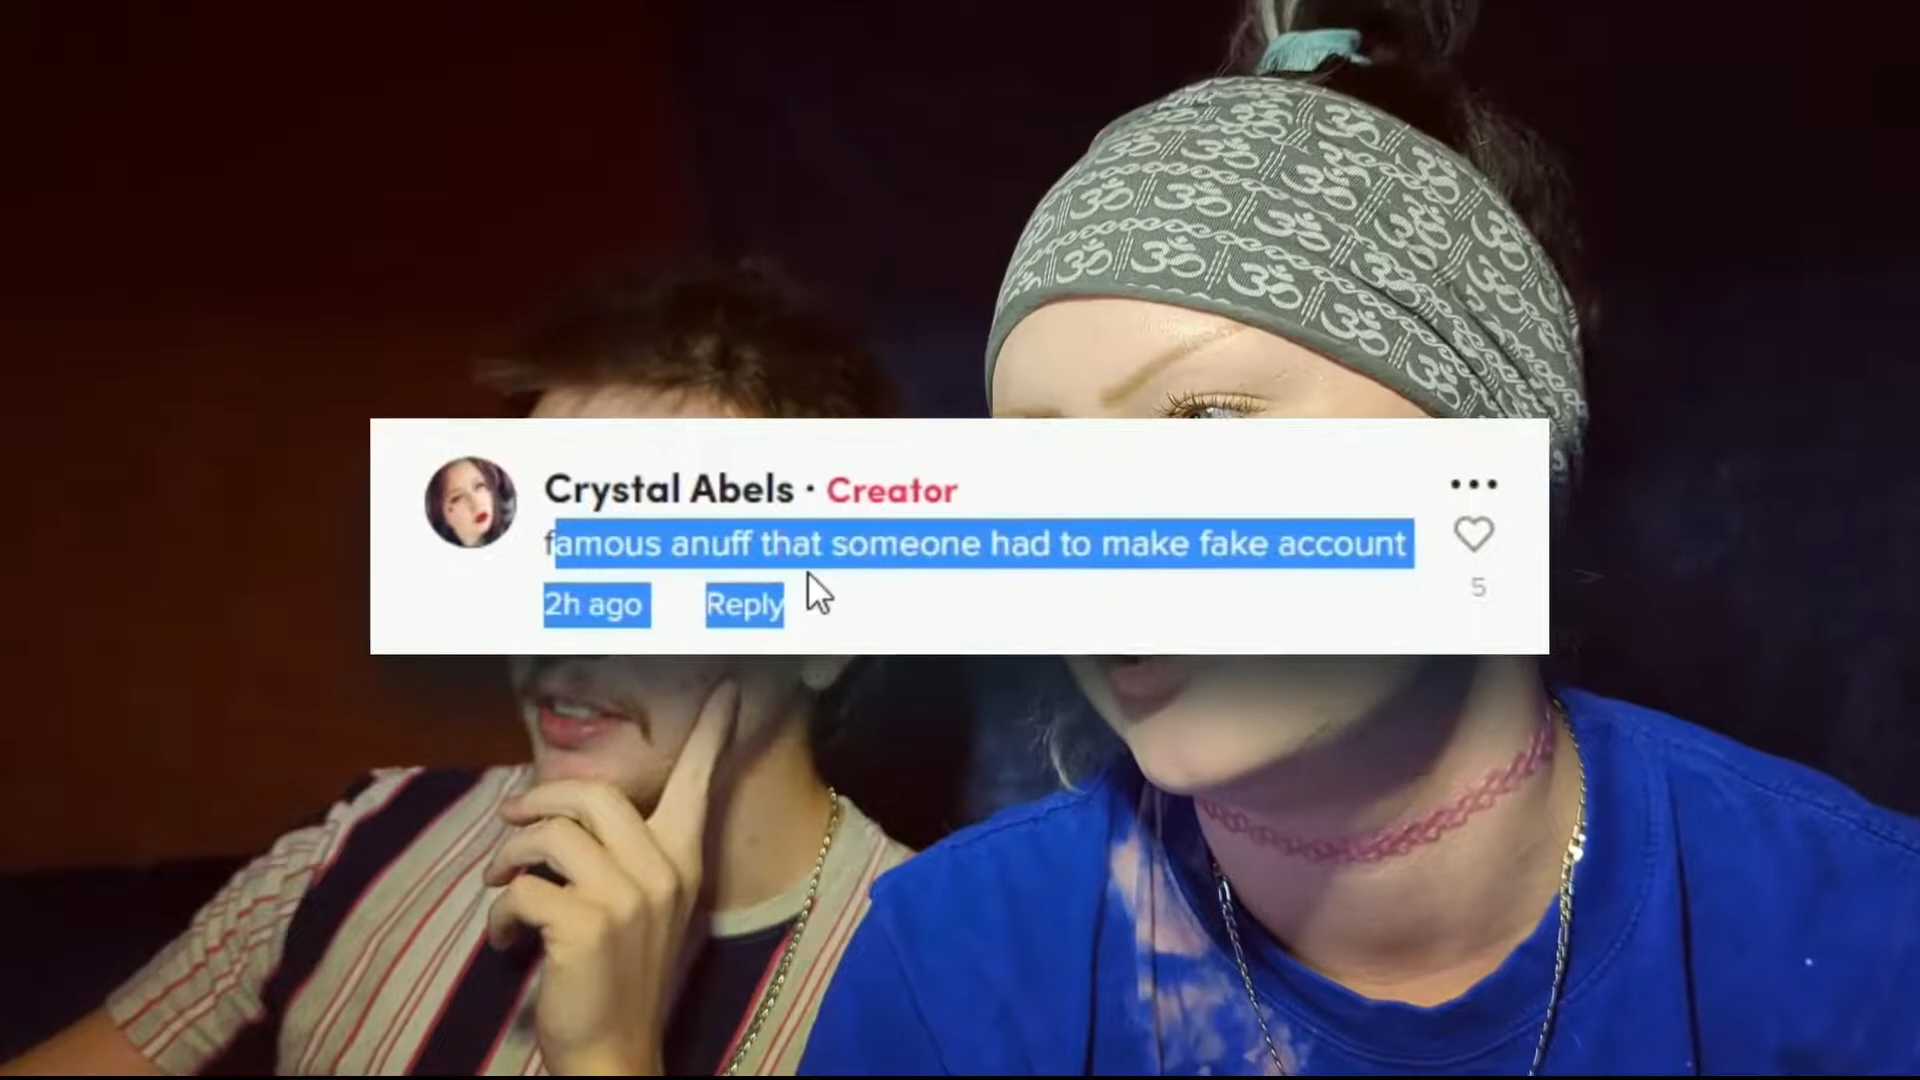 Crystal Abels · Creator
famous anuff that someone had to make fake account
2h ago Reply
5